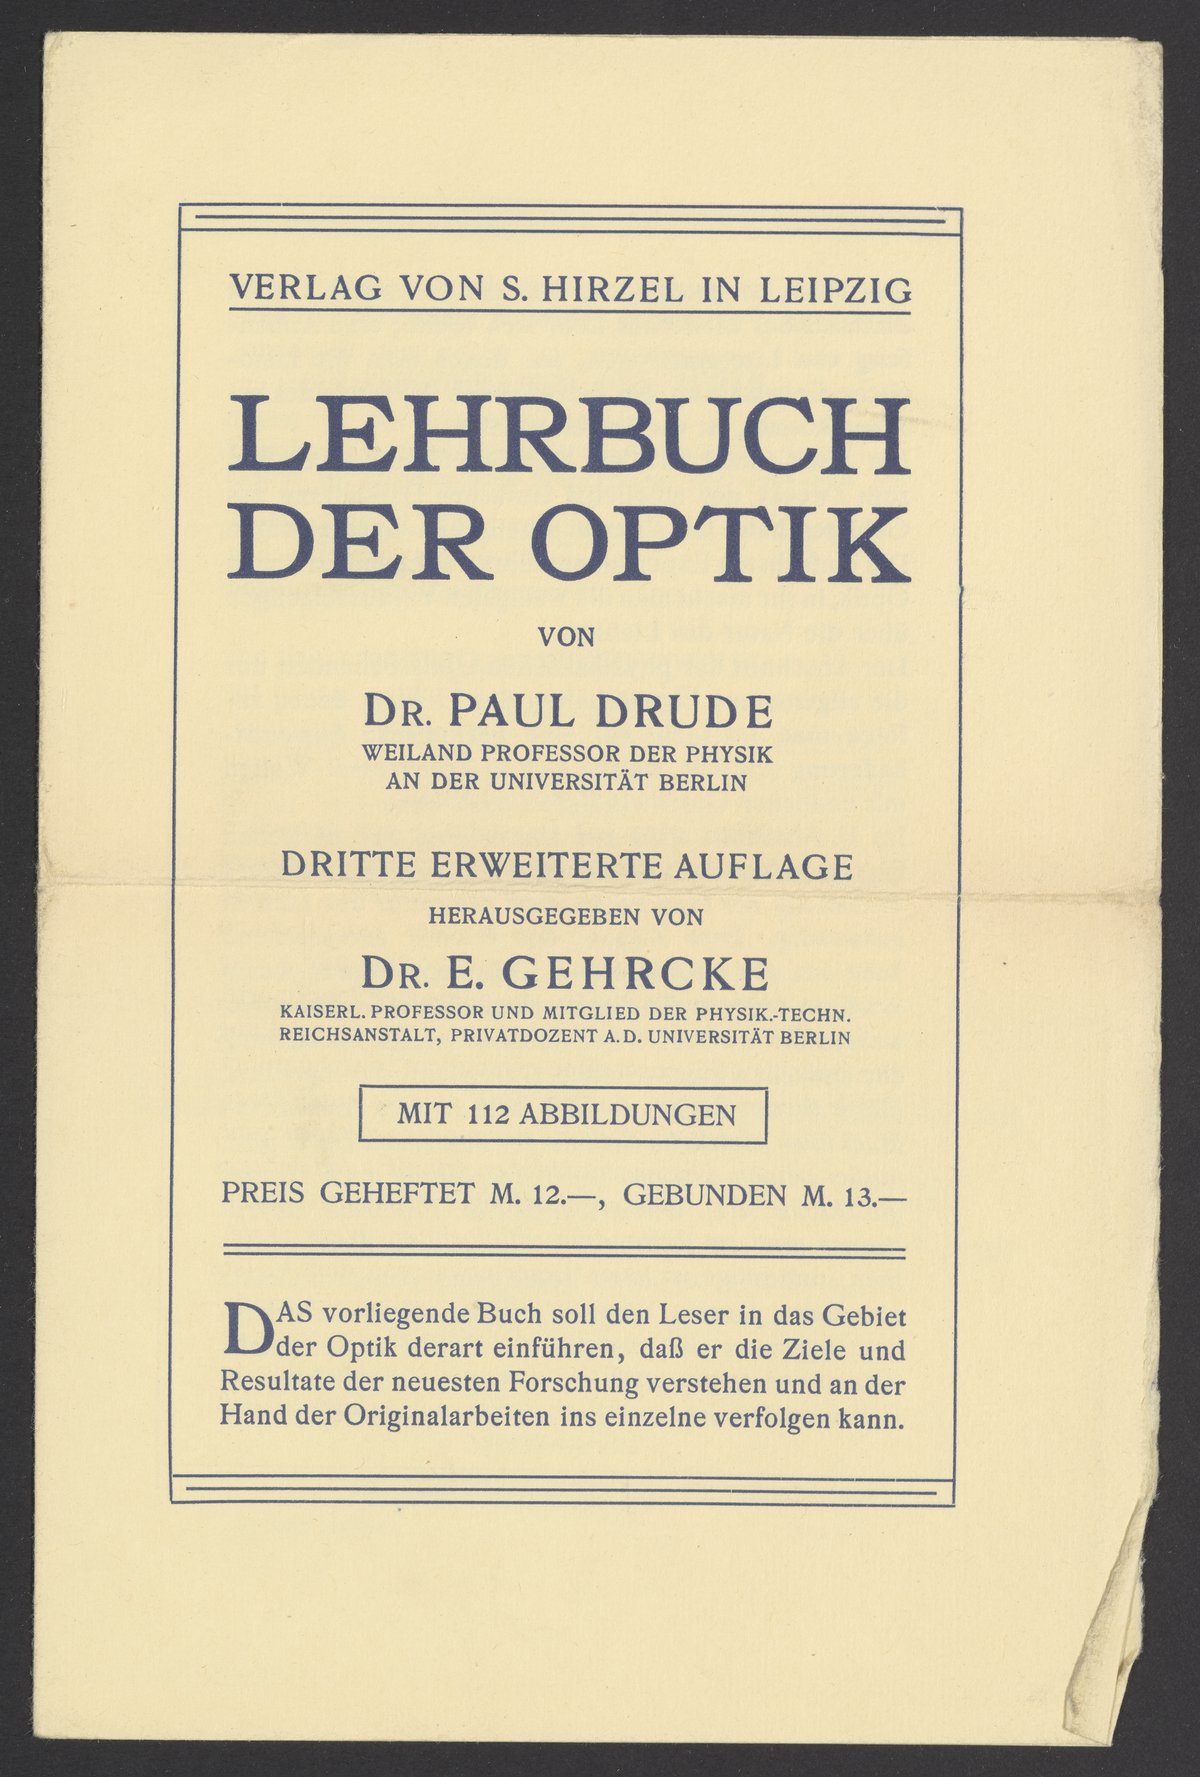 VERLAG VON S. HIRZEL IN LEIPZIG
LEHRBUCH
DER OPTIK
VON
DR. PAUL DRUDE
WEILAND PROFESSOR DER PHYSIK
AN DER UNIVERSITÄT BERLIN
DRITTE ERWEITERTE AUFLAGE
HERAUSGEGEBEN VON
DR. E. GEHRCKE
KAISERL. PROFESSOR UND MITGLIED DER PHYSIK.-TECHN.
REICHSANSTALT, PRIVATDOZENT A. D. UNIVERSITÄT BERLIN
MIT 112 ABBILDUNGEN
PREIS GEHEFTET M. 12.—, GEBUNDEN M. 13.—
DAS vorliegende Buch soll den Leser in das Gebiet
der Optik derart einführen, daß er die Ziele und
Resultate der neuesten Forschung verstehen und an der
Hand der Originalarbeiten ins einzelne verfolgen kann.